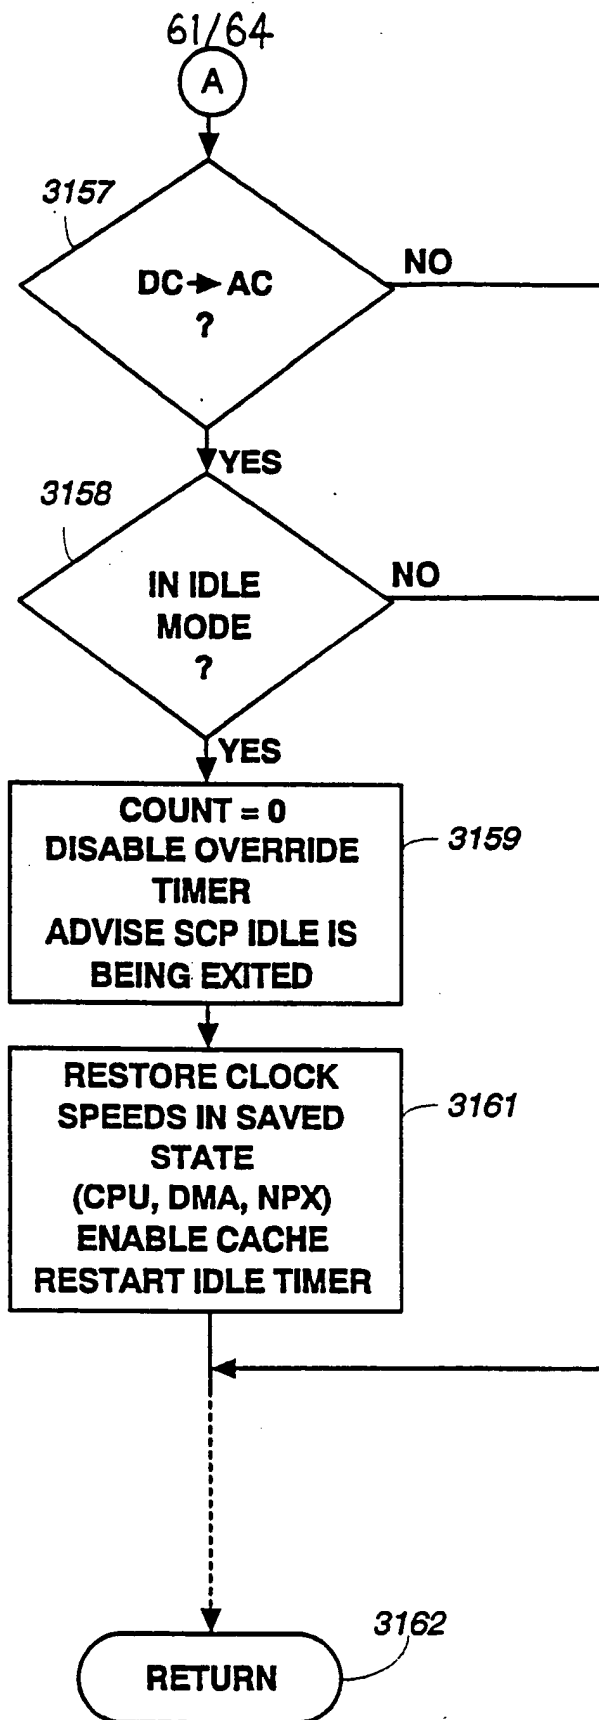 61/64
A
3157
DC → AC
?
NO
YES
3158
IN IDLE
MODE
?
NO
YES
COUNT = 0
DISABLE OVERRIDE
TIMER
ADVISE SCP IDLE IS
BEING EXITED
3159
RESTORE CLOCK
SPEEDS IN SAVED
STATE
(CPU, DMA, NPX)
ENABLE CACHE
RESTART IDLE TIMER
3161
3162
RETURN